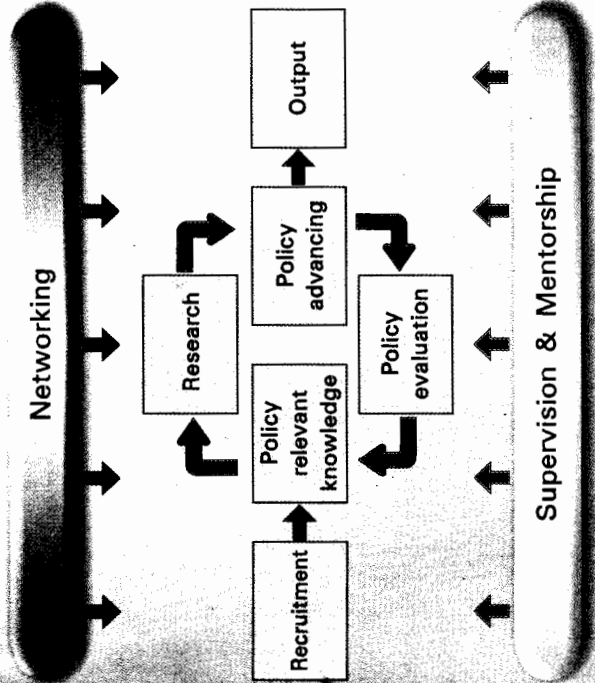 Networking
Research
Recruitment
Policy
relevant
knowledge
Policy
advancing
Output
Policy
evaluation
Supervision & Mentorship